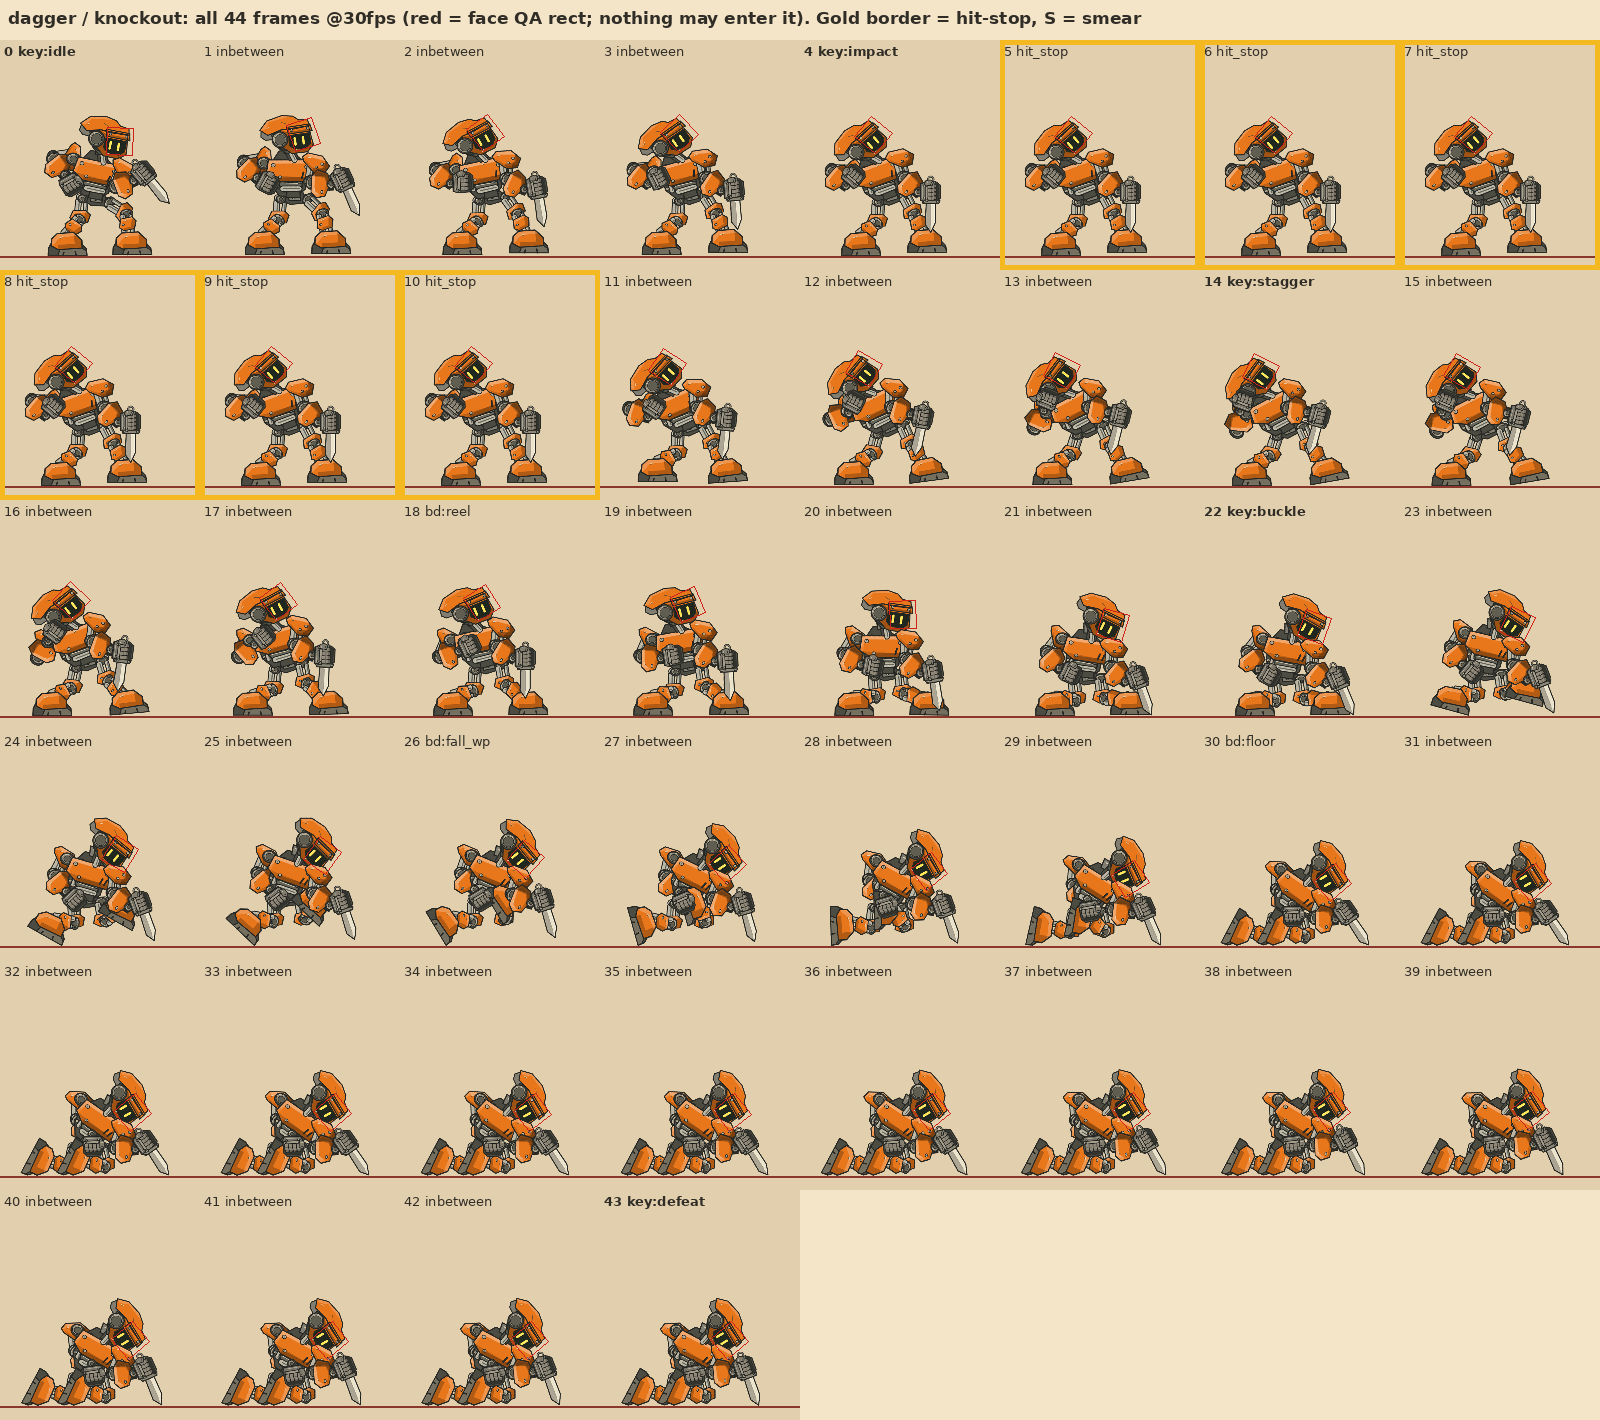 dagger / knockout: all 44 frames @30fps (red = face QA rect; nothing may enter it). Gold border = hit-stop, S = smear
0 key:idle
1 inbetween
2 inbetween
3 inbetween
4 key:impact
5 hit_stop
6 hit_stop
7 hit_stop
8 hit_stop
9 hit_stop
10 hit_stop
11 inbetween
12 inbetween
13 inbetween
14 key:stagger
15 inbetween
16 inbetween
17 inbetween
18 bd:reel
19 inbetween
20 inbetween
21 inbetween
22 key:buckle
23 inbetween
24 inbetween
25 inbetween
26 bd:fall_wp
27 inbetween
28 inbetween
29 inbetween
30 bd:floor
31 inbetween
32 inbetween
33 inbetween
34 inbetween
35 inbetween
36 inbetween
37 inbetween
38 inbetween
39 inbetween
40 inbetween
41 inbetween
42 inbetween
43 key:defeat